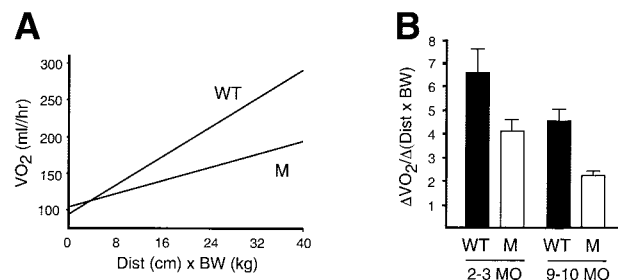 A
300
250
200
150
100
VO2 (ml//hr)
WT
M
0 8 16 24 32 40
Dist (cm) x BW (kg)
B
8
7
6
5
4
3
2
1
ΔVO2/Δ(Dist x BW)
WT M WT M
2-3 MO 9-10 MO